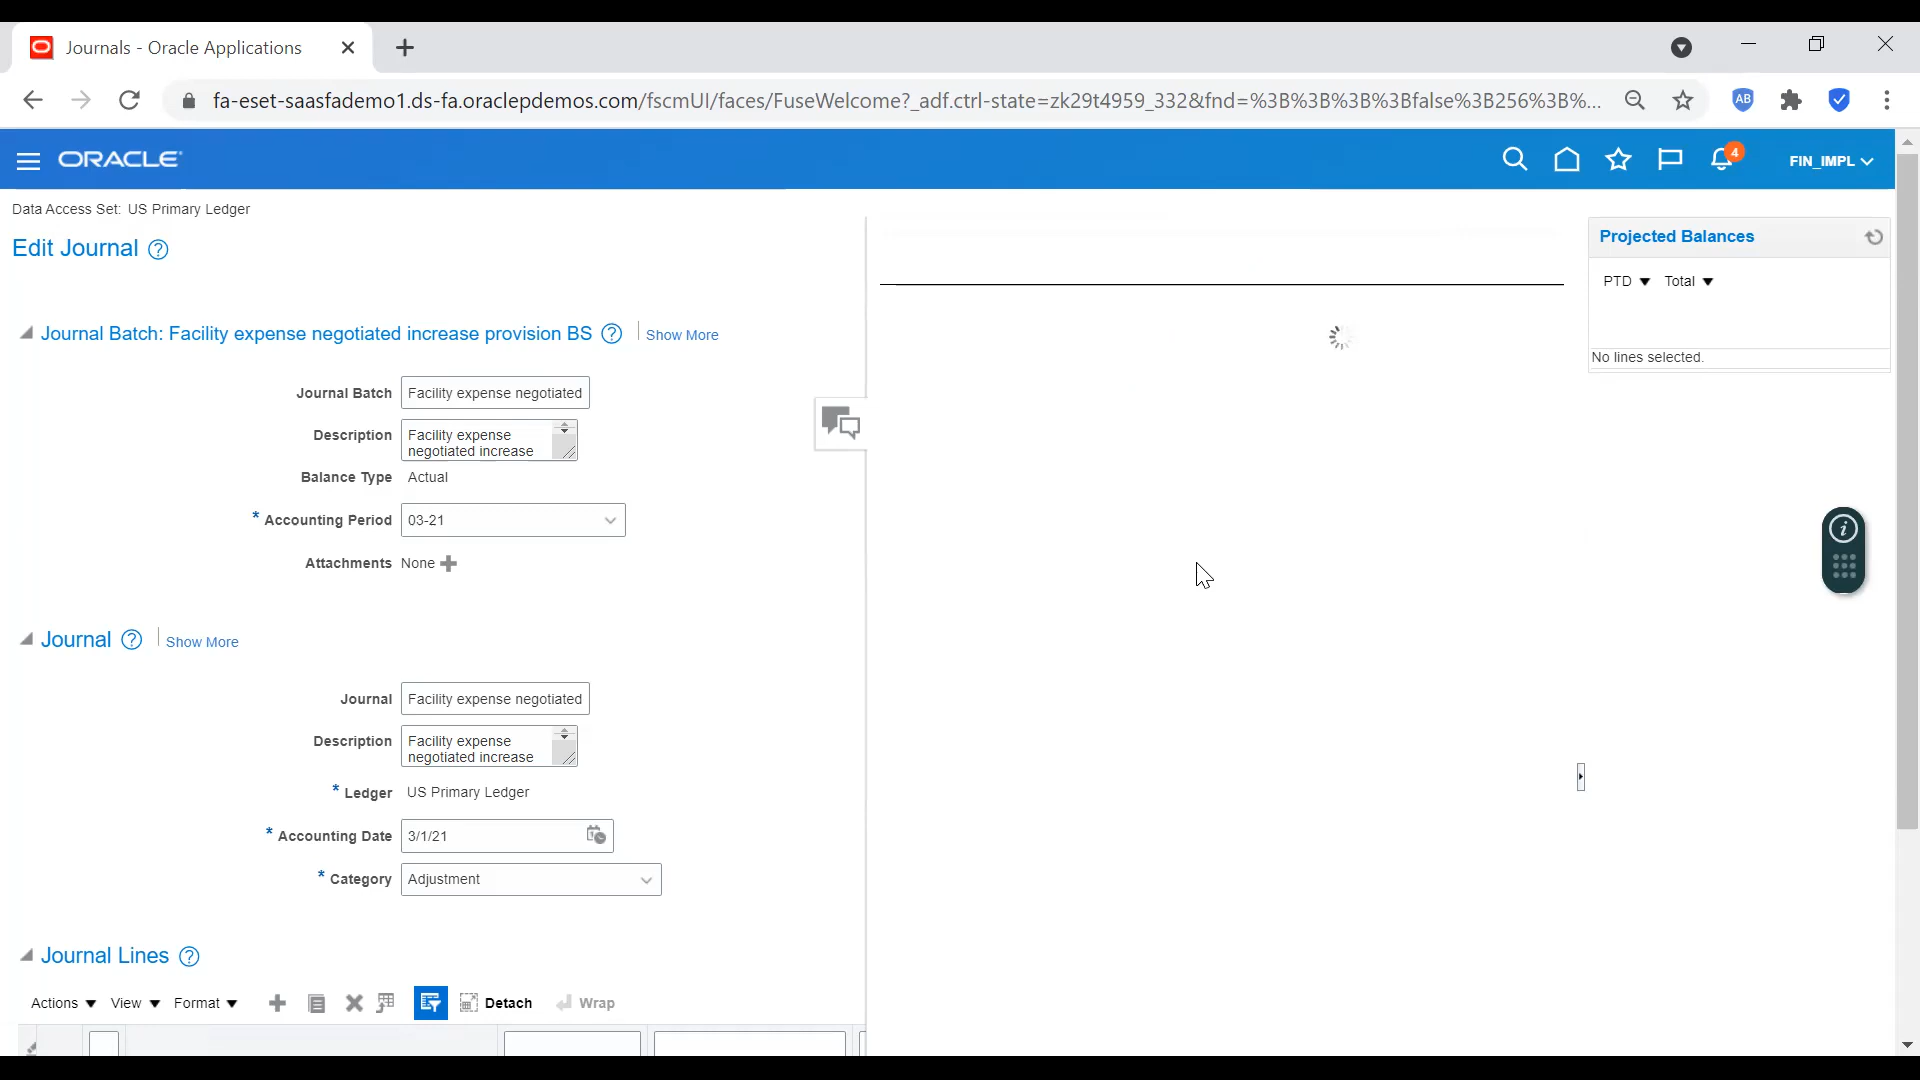 Journals - Oracle Applications
fa-eset-saasfademo1.ds-fa.oraclepdemos.com/fscmUI/faces/FuseWelcome?_adf.ctrl-state=zk29t4959_332&fnd=%3B%3B%3B%3Bfalse%3B256%3B%...
AB
ORACLE
4
FIN_IMPL
Data Access Set: US Primary Ledger
Edit Journal ?
Projected Balances
PTD Total
No lines selected.
Journal Batch: Facility expense negotiated increase provision BS ? Show More
Journal Batch Facility expense negotiated
Description Facility expense
negotiated increase
Balance Type Actual
* Accounting Period 03-21
Attachments None
Journal ? Show More
Journal Facility expense negotiated
Description Facility expense
negotiated increase
* Ledger US Primary Ledger
* Accounting Date 3/1/21
* Category Adjustment
Journal Lines ?
Actions View Format Detach Wrap